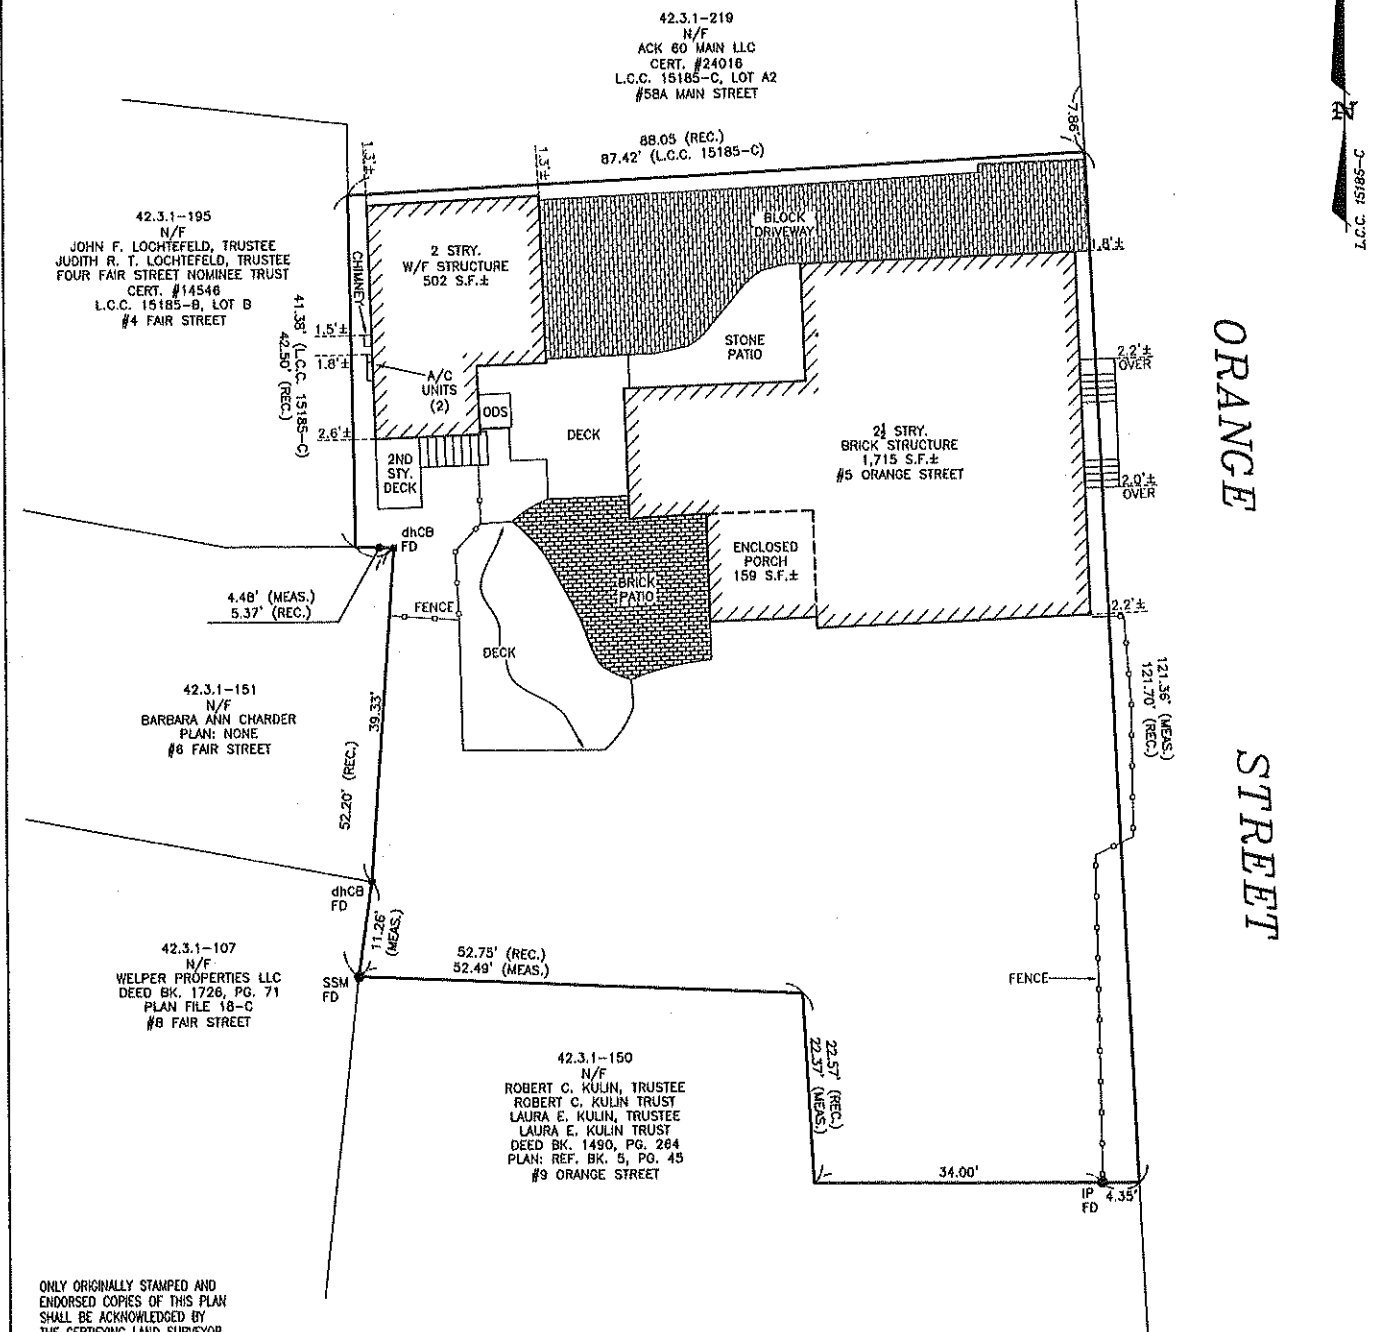 42.3.1-219
N/F
ACK 60 MAIN LLC
CERT. #24016
L.C.C. 15185-C, LOT A2
#58A MAIN STREET
L.C.C. 15185-C
7.86'
88.05 (REC.)
87.42' (L.C.C. 15185-C)
1.3'±
1.3'±
42.3.1-195
N/F
JOHN F. LOCHTEFELD, TRUSTEE
JUDITH R. T. LOCHTEFELD, TRUSTEE
FOUR FAIR STREET NOMINEE TRUST
CERT. #14546
L.C.C. 15185-B, LOT B
#4 FAIR STREET
CHIMNEY
2 STRY.
W/F STRUCTURE
502 S.F.±
BLOCK
DRIVEWAY
1.8'±
41.38' (L.C.C. 15185-C)
42.50' (REC.)
1.5'±
1.8'±
2.6'±
A/C
UNITS
(2)
STONE
PATIO
2.2'±
OVER
ODS
DECK
2½ STRY.
BRICK STRUCTURE
1,715 S.F.±
#5 ORANGE STREET
2ND
STY.
DECK
2.0'±
OVER
ORANGE
STREET
dhCB
FD
ENCLOSED
PORCH
159 S.F.±
BRICK
PATIO
4.48' (MEAS.)
5.37' (REC.)
FENCE
2.2'±
DECK
121.36' (MEAS.)
121.70' (REC.)
42.3.1-151
N/F
BARBARA ANN CHARDER
PLAN: NONE
#6 FAIR STREET
39.33'
52.20' (REC.)
dhCB
FD
11.26'
(MEAS.)
42.3.1-107
N/F
WELPER PROPERTIES LLC
DEED BK. 1726, PG. 71
PLAN FILE 18-C
#8 FAIR STREET
SSM
FD
52.75' (REC.)
52.49' (MEAS.)
FENCE
22.57' (REC.)
22.37' (MEAS.)
42.3.1-150
N/F
ROBERT C. KULIN, TRUSTEE
ROBERT C. KULIN TRUST
LAURA E. KULIN, TRUSTEE
LAURA E. KULIN TRUST
DEED BK. 1490, PG. 264
PLAN: REF. BK. 5, PG. 45
#9 ORANGE STREET
34.00'
IP
FD
4.35'
ONLY ORIGINALLY STAMPED AND
ENDORSED COPIES OF THIS PLAN
SHALL BE ACKNOWLEDGED BY
THE CERTIFYING LAND SURVEYOR